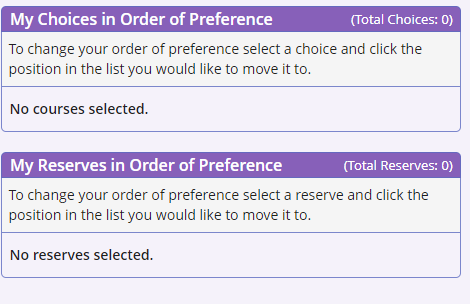 My Choices in Order of Preference (Total Choices: 0)
To change your order of preference select a choice and click the
position in the list you would like to move it to.
No courses selected.
My Reserves in Order of Preference (Total Reserves: 0)
To change your order of preference select a reserve and click the
position in the list you would like to move it to.
No reserves selected.